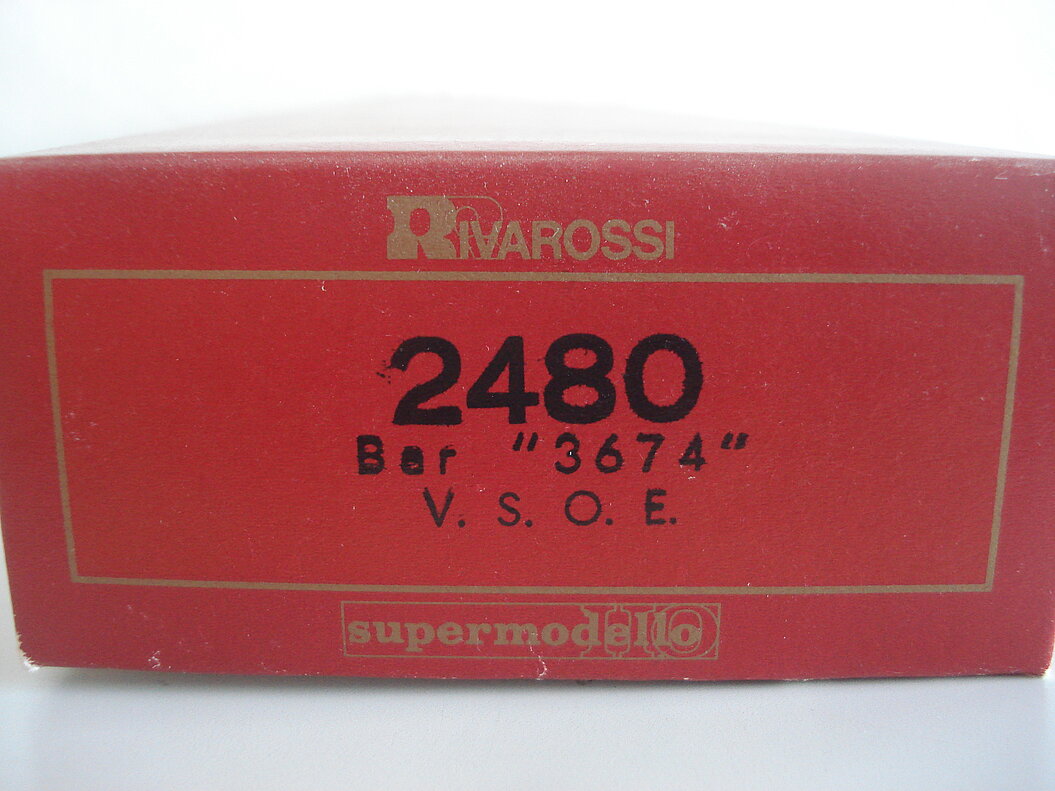 RIVAROSSI
2480
Bar "3674"
V. S. O. E.
supermodello